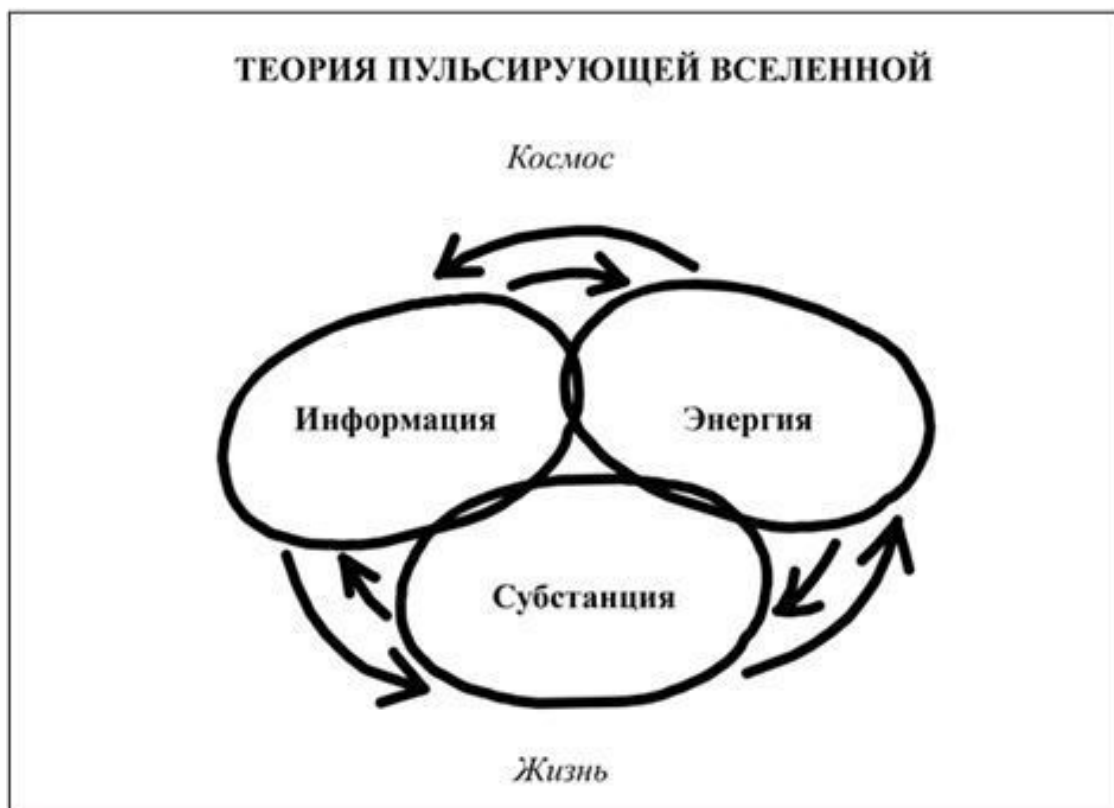 ТЕОРИЯ ПУЛЬСИРУЮЩЕЙ ВСЕЛЕННОЙ
Космос
Информация
Энергия
Субстанция
Жизнь